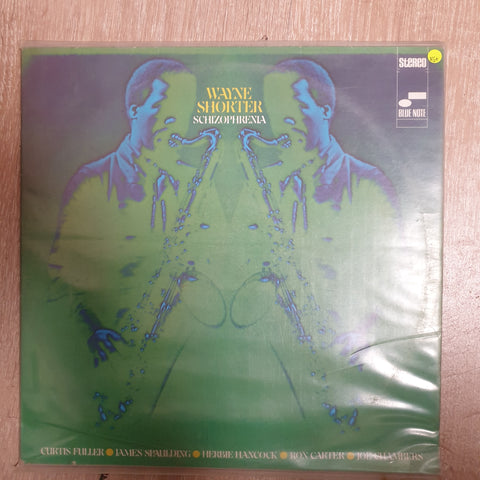 WAYNE
SHORTER
SCHIZOPHRENIA
STEREO
BLUE NOTE
CURTIS FULLER ● JAMES SPAULDING ● HERBIE HANCOCK ● RON CARTER ● JOE CHAMBERS